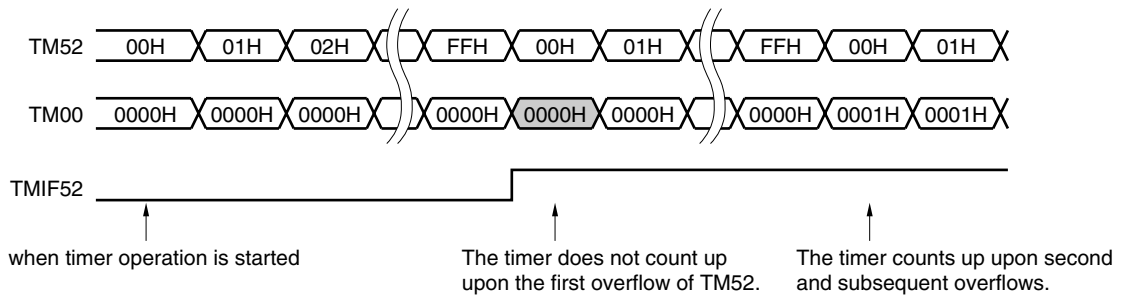 TM52 00H 01H 02H FFH 00H 01H FFH 00H 01H
TM00 0000H 0000H 0000H 0000H 0000H 0000H 0000H 0001H 0001H
TMIF52
when timer operation is started
The timer does not count up
upon the first overflow of TM52.
The timer counts up upon second
and subsequent overflows.